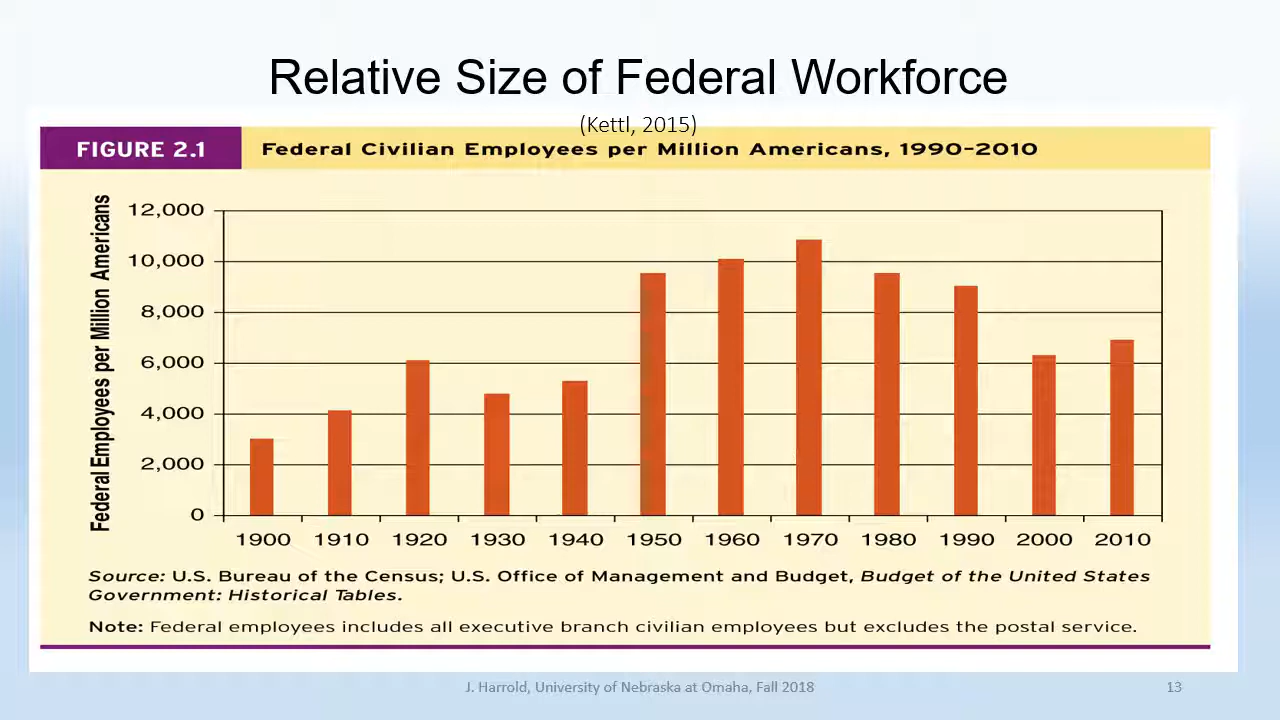 Relative Size of Federal Workforce
(Kettl, 2015)
FIGURE 2.1
Federal Civilian Employees per Million Americans, 1990–2010
Federal Employees per Million Americans
12,000
10,000
8,000
6,000
4,000
2,000
0
1900 1910 1920 1930 1940 1950 1960 1970 1980 1990 2000 2010
Source: U.S. Bureau of the Census; U.S. Office of Management and Budget, Budget of the United States
Government: Historical Tables.
Note: Federal employees includes all executive branch civilian employees but excludes the postal service.
J. Harrold, University of Nebraska at Omaha, Fall 2018
13